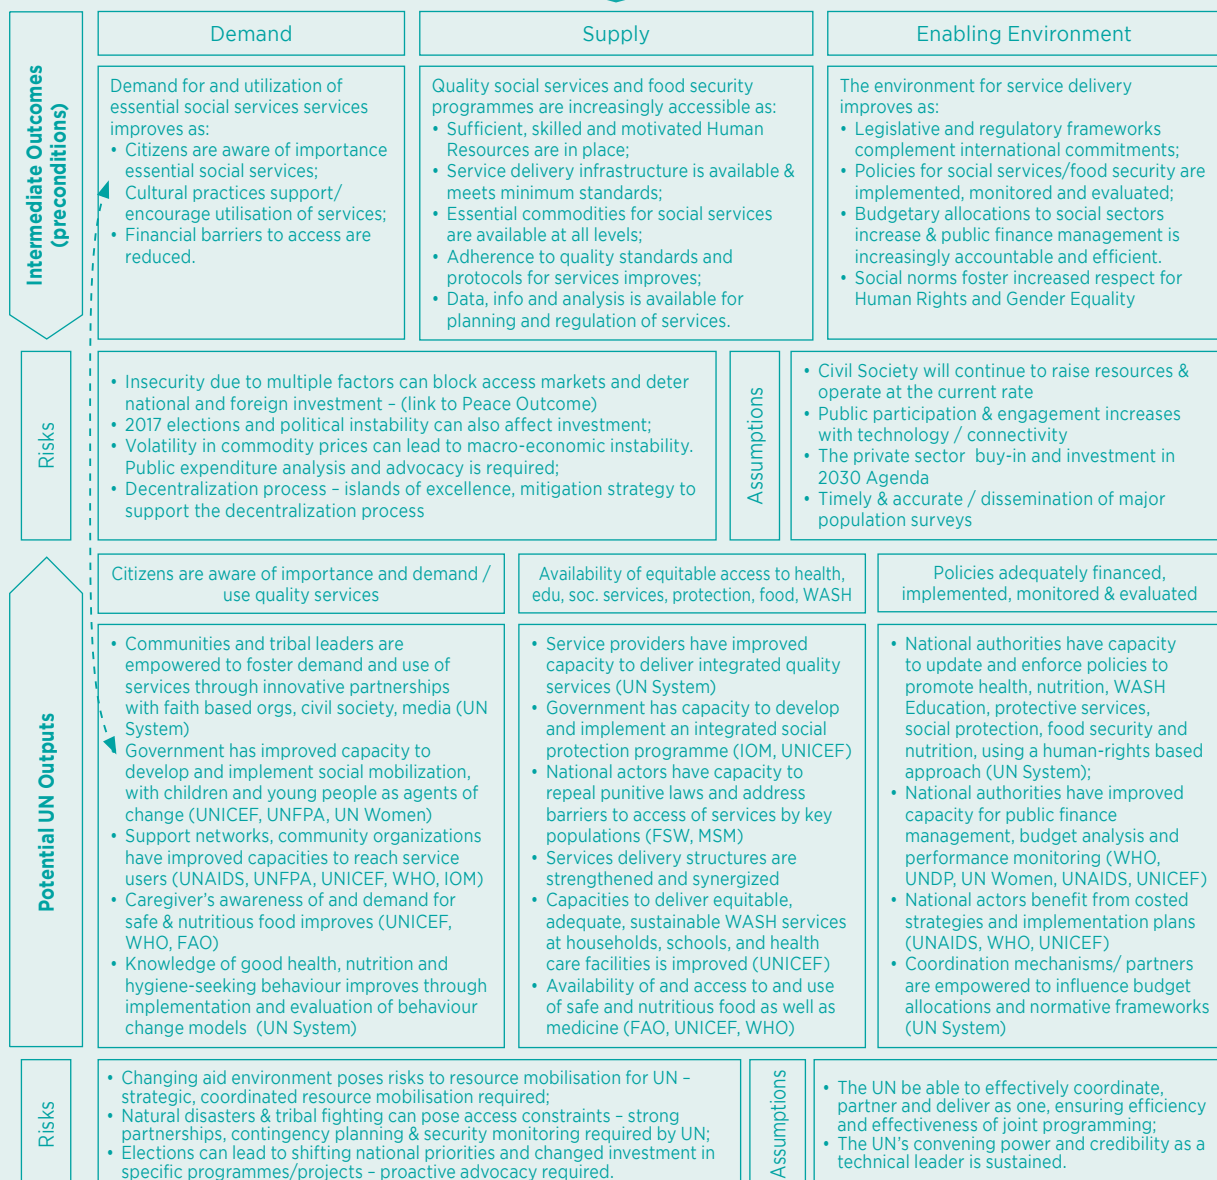 Intermediate Outcomes
(preconditions)
Demand
Supply
Enabling Environment
Demand for and utilization of
essential social services services
improves as:
• Citizens are aware of importance
essential social services;
Cultural practices support/
encourage utilisation of services;
• Financial barriers to access are
reduced.
Quality social services and food security
programmes are increasingly accessible as:
• Sufficient, skilled and motivated Human
Resources are in place;
• Service delivery infrastructure is available &
meets minimum standards;
• Essential commodities for social services
are available at all levels;
• Adherence to quality standards and
protocols for services improves;
• Data, info and analysis is available for
planning and regulation of services.
The environment for service delivery
improves as:
• Legislative and regulatory frameworks
complement international commitments;
• Policies for social services/food security are
implemented, monitored and evaluated;
• Budgetary allocations to social sectors
increase & public finance management is
increasingly accountable and efficient.
• Social norms foster increased respect for
Human Rights and Gender Equality
Risks
• Insecurity due to multiple factors can block access markets and deter
national and foreign investment – (link to Peace Outcome)
• 2017 elections and political instability can also affect investment;
• Volatility in commodity prices can lead to macro-economic instability.
Public expenditure analysis and advocacy is required;
• Decentralization process – islands of excellence, mitigation strategy to
support the decentralization process
Assumptions
• Civil Society will continue to raise resources &
operate at the current rate
• Public participation & engagement increases
with technology / connectivity
• The private sector buy-in and investment in
2030 Agenda
• Timely & accurate / dissemination of major
population surveys
Potential UN Outputs
Citizens are aware of importance and demand /
use quality services
Availability of equitable access to health,
edu, soc. services, protection, food, WASH
Policies adequately financed,
implemented, monitored & evaluated
• Communities and tribal leaders are
empowered to foster demand and use of
services through innovative partnerships
with faith based orgs, civil society, media (UN
System)
Government has improved capacity to
develop and implement social mobilization,
with children and young people as agents of
change (UNICEF, UNFPA, UN Women)
• Support networks, community organizations
have improved capacities to reach service
users (UNAIDS, UNFPA, UNICEF, WHO, IOM)
• Caregiver's awareness of and demand for
safe & nutritious food improves (UNICEF,
WHO, FAO)
• Knowledge of good health, nutrition and
hygiene-seeking behaviour improves through
implementation and evaluation of behaviour
change models (UN System)
• Service providers have improved
capacity to deliver integrated quality
services (UN System)
• Government has capacity to develop
and implement an integrated social
protection programme (IOM, UNICEF)
• National actors have capacity to
repeal punitive laws and address
barriers to access of services by key
populations (FSW, MSM)
• Services delivery structures are
strengthened and synergized
• Capacities to deliver equitable,
adequate, sustainable WASH services
at households, schools, and health
care facilities is improved (UNICEF)
• Availability of and access to and use
of safe and nutritious food as well as
medicine (FAO, UNICEF, WHO)
• National authorities have capacity
to update and enforce policies to
promote health, nutrition, WASH
Education, protective services,
social protection, food security and
nutrition, using a human-rights based
approach (UN System);
• National authorities have improved
capacity for public finance
management, budget analysis and
performance monitoring (WHO,
UNDP, UN Women, UNAIDS, UNICEF)
• National actors benefit from costed
strategies and implementation plans
(UNAIDS, WHO, UNICEF)
• Coordination mechanisms/ partners
are empowered to influence budget
allocations and normative frameworks
(UN System)
Risks
• Changing aid environment poses risks to resource mobilisation for UN –
strategic, coordinated resource mobilisation required;
• Natural disasters & tribal fighting can pose access constraints – strong
partnerships, contingency planning & security monitoring required by UN;
• Elections can lead to shifting national priorities and changed investment in
specific programmes/projects – proactive advocacy required.
Assumptions
• The UN be able to effectively coordinate,
partner and deliver as one, ensuring efficiency
and effectiveness of joint programming;
• The UN's convening power and credibility as a
technical leader is sustained.